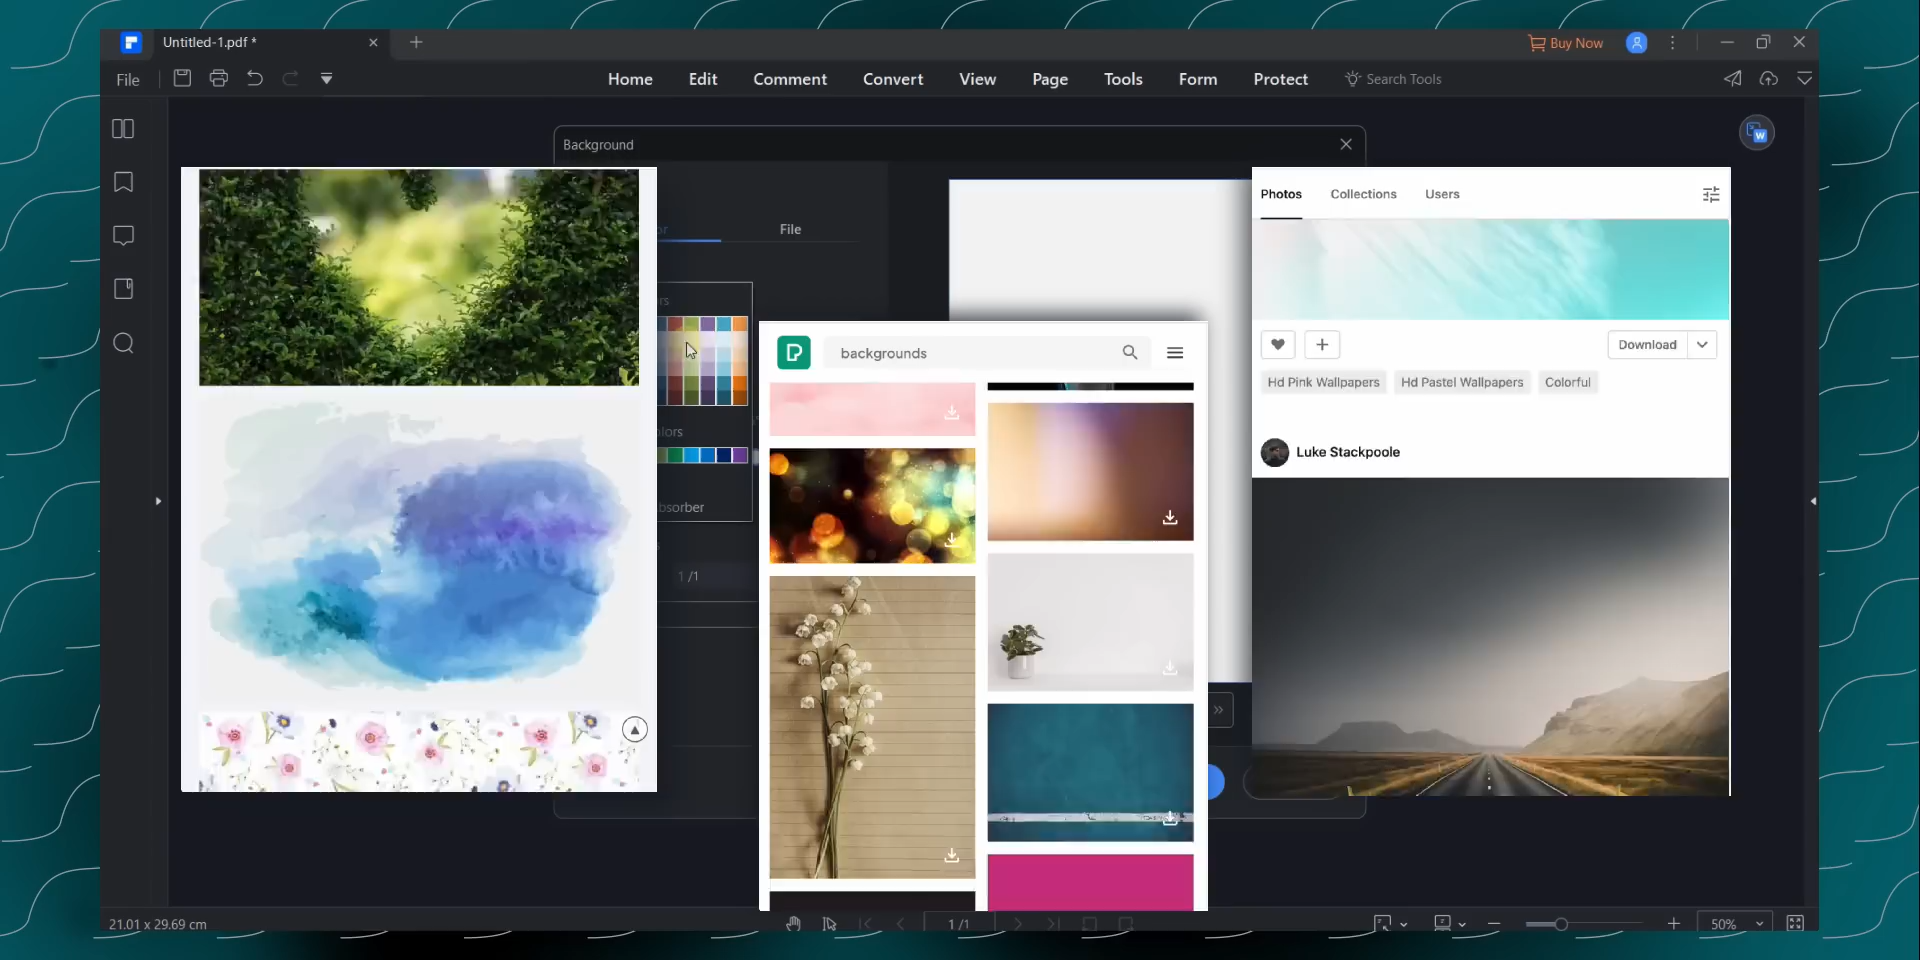 Untitled-1.pdf *
Buy Now
File
Home
Edit
Comment
Convert
View
Page
Tools
Form
Protect
Search Tools
Background
File
1 /1
Photos
Collections
Users
Download
Hd Pink Wallpapers
Hd Pastel Wallpapers
Colorful
Luke Stackpoole
backgrounds
21.01 x 29.69 cm
1 /1
50%